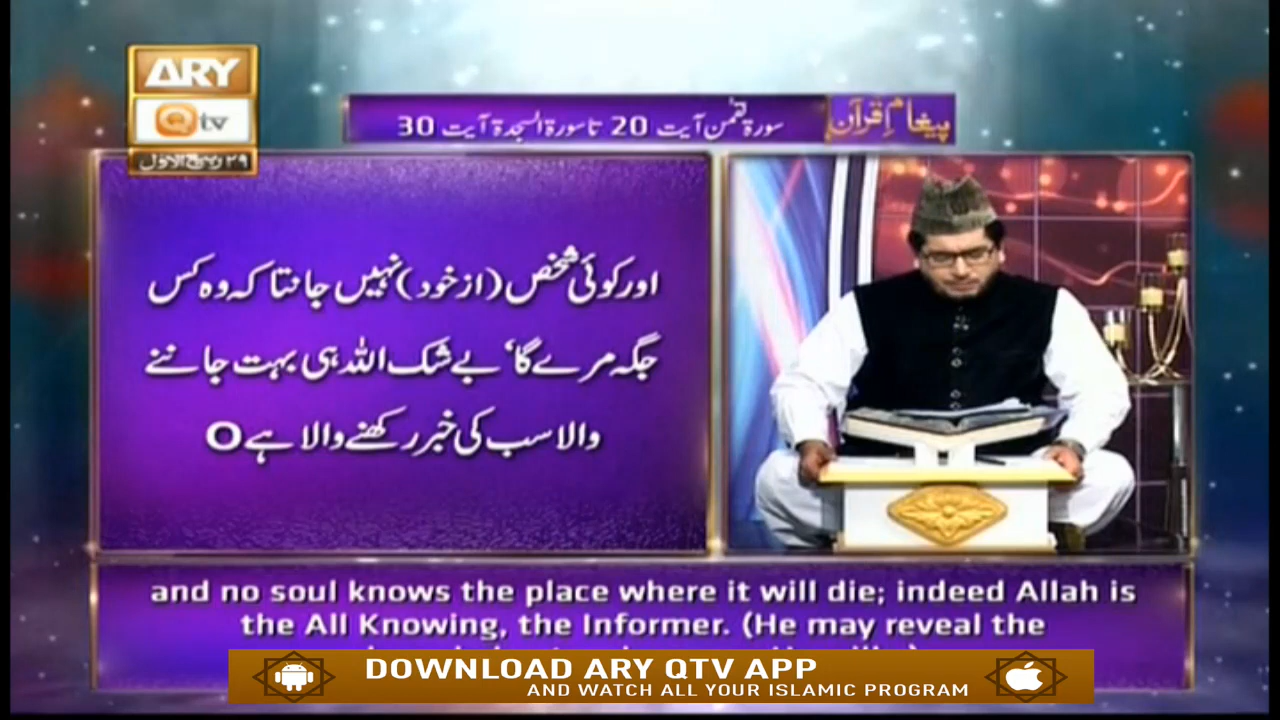 ARY
Qtv
۲۹ ربیع الاول
پیغامِ قرآن
سورۃ لقمٰن آیت 20 تا سورۃ السجدۃ آیت 30
اور کوئی شخص (از خود) نہیں جانتا کہ وہ کس
جگہ مرے گا‘ بے شک اللہ ہی بہت جاننے
والا سب کی خبر رکھنے والا ہے O
and no soul knows the place where it will die; indeed Allah is
the All Knowing, the Informer. (He may reveal the
DOWNLOAD ARY QTV APP
AND WATCH ALL YOUR ISLAMIC PROGRAM